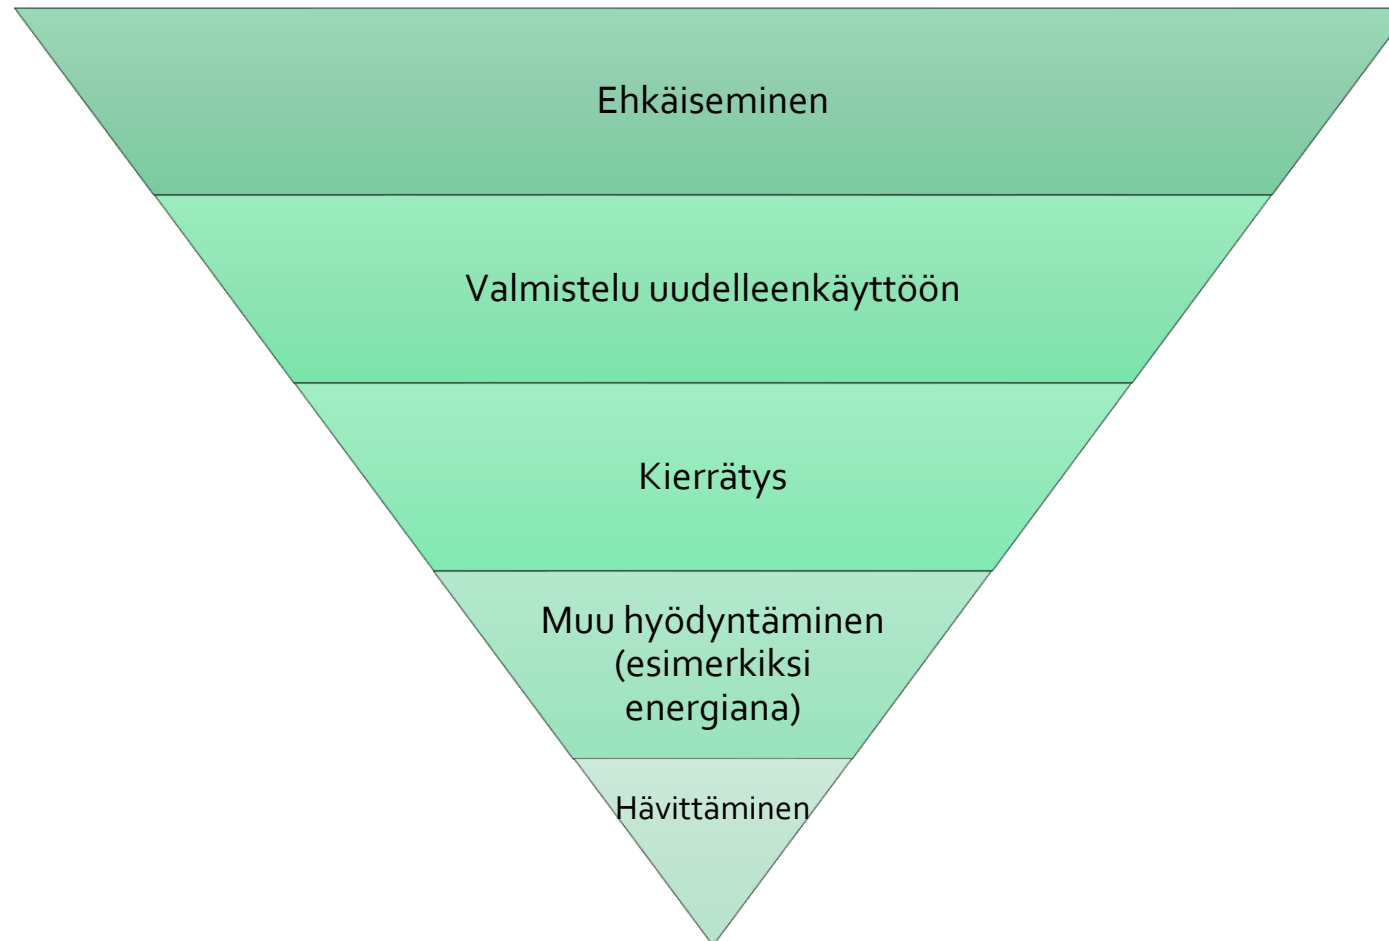 Ehkäiseminen
Valmistelu uudelleenkäyttöön
Kierrätys
Muu hyödyntäminen
(esimerkiksi
energiana)
Hävittäminen